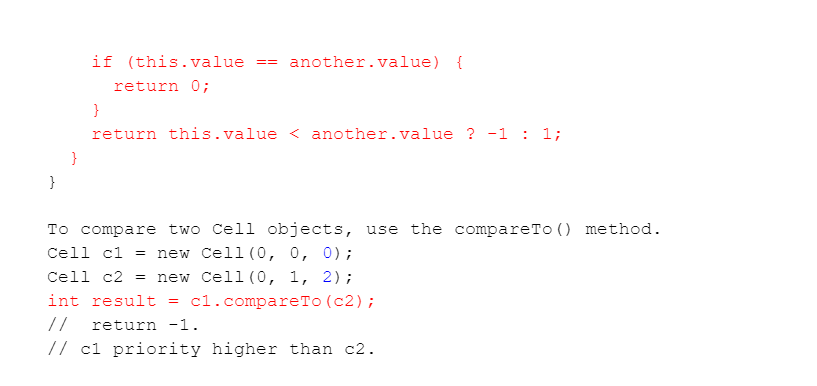 if (this.value == another.value) {
return 0;
}
return this.value < another.value ? -1 : 1;
}
}
To compare two Cell objects, use the compareTo() method.
Cell c1 = new Cell(0, 0, 0);
Cell c2 = new Cell(0, 1, 2);
int result = c1.compareTo(c2);
//  return -1.
// c1 priority higher than c2.